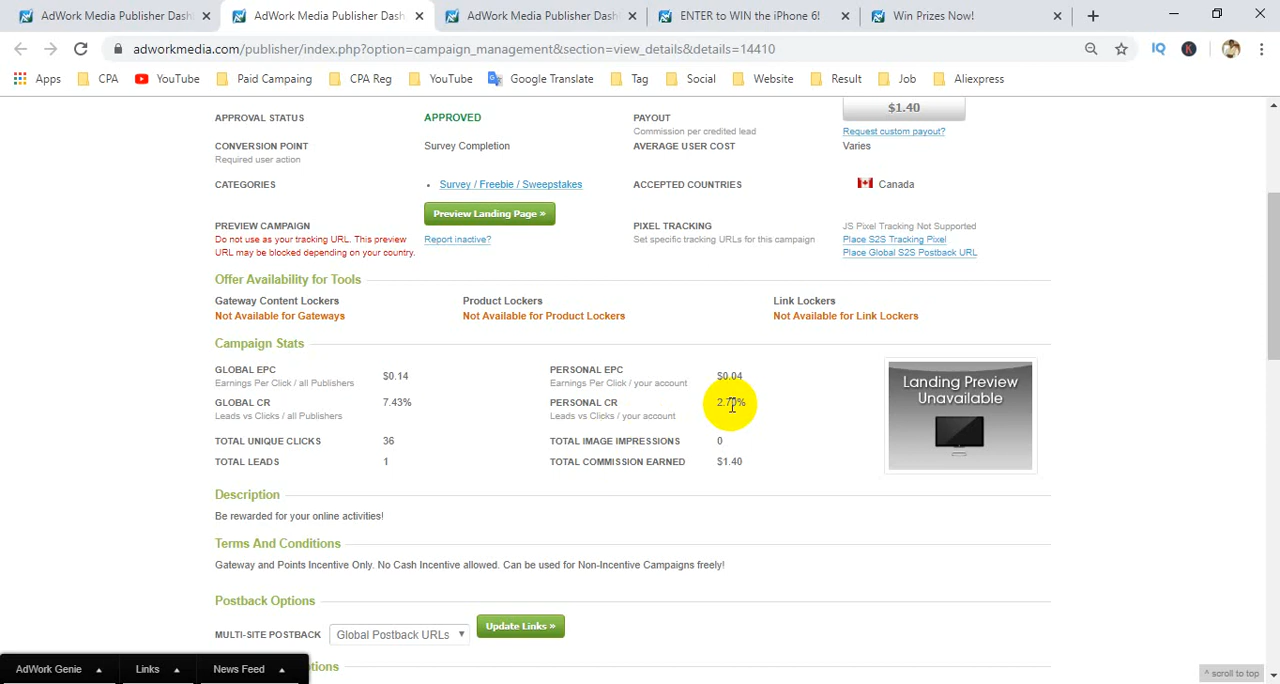 AdWork Media Publisher Dash
AdWork Media Publisher Dash
AdWork Media Publisher Dash
ENTER to WIN the iPhone 6!
Win Prizes Now!
adworkmedia.com/publisher/index.php?option=campaign_management&section=view_details&details=14410
Apps
CPA
YouTube
Paid Campaing
CPA Reg
YouTube
Google Translate
Tag
Social
Website
Result
Job
Aliexpress
APPROVAL STATUS
APPROVED
PAYOUT
Commission per credited lead
$1.40
Request custom payout?
CONVERSION POINT
Required user action
Survey Completion
AVERAGE USER COST
Varies
CATEGORIES
Survey / Freebie / Sweepstakes
ACCEPTED COUNTRIES
Canada
PREVIEW CAMPAIGN
Do not use as your tracking URL. This preview
URL may be blocked depending on your country.
Preview Landing Page »
Report inactive?
PIXEL TRACKING
Set specific tracking URLs for this campaign
JS Pixel Tracking Not Supported
Place S2S Tracking Pixel
Place Global S2S Postback URL
Offer Availability for Tools
Gateway Content Lockers
Not Available for Gateways
Product Lockers
Not Available for Product Lockers
Link Lockers
Not Available for Link Lockers
Campaign Stats
GLOBAL EPC
Earnings Per Click / all Publishers
$0.14
PERSONAL EPC
Earnings Per Click / your account
$0.04
GLOBAL CR
Leads vs Clicks / all Publishers
7.43%
PERSONAL CR
Leads vs Clicks / your account
TOTAL UNIQUE CLICKS
36
TOTAL IMAGE IMPRESSIONS
0
TOTAL LEADS
1
TOTAL COMMISSION EARNED
$1.40
Landing Preview
Unavailable
Description
Be rewarded for your online activities!
Terms And Conditions
Gateway and Points Incentive Only. No Cash Incentive allowed. Can be used for Non-Incentive Campaigns freely!
Postback Options
MULTI-SITE POSTBACK
Global Postback URLs
Update Links »
AdWork Genie
Links
News Feed
^ scroll to top